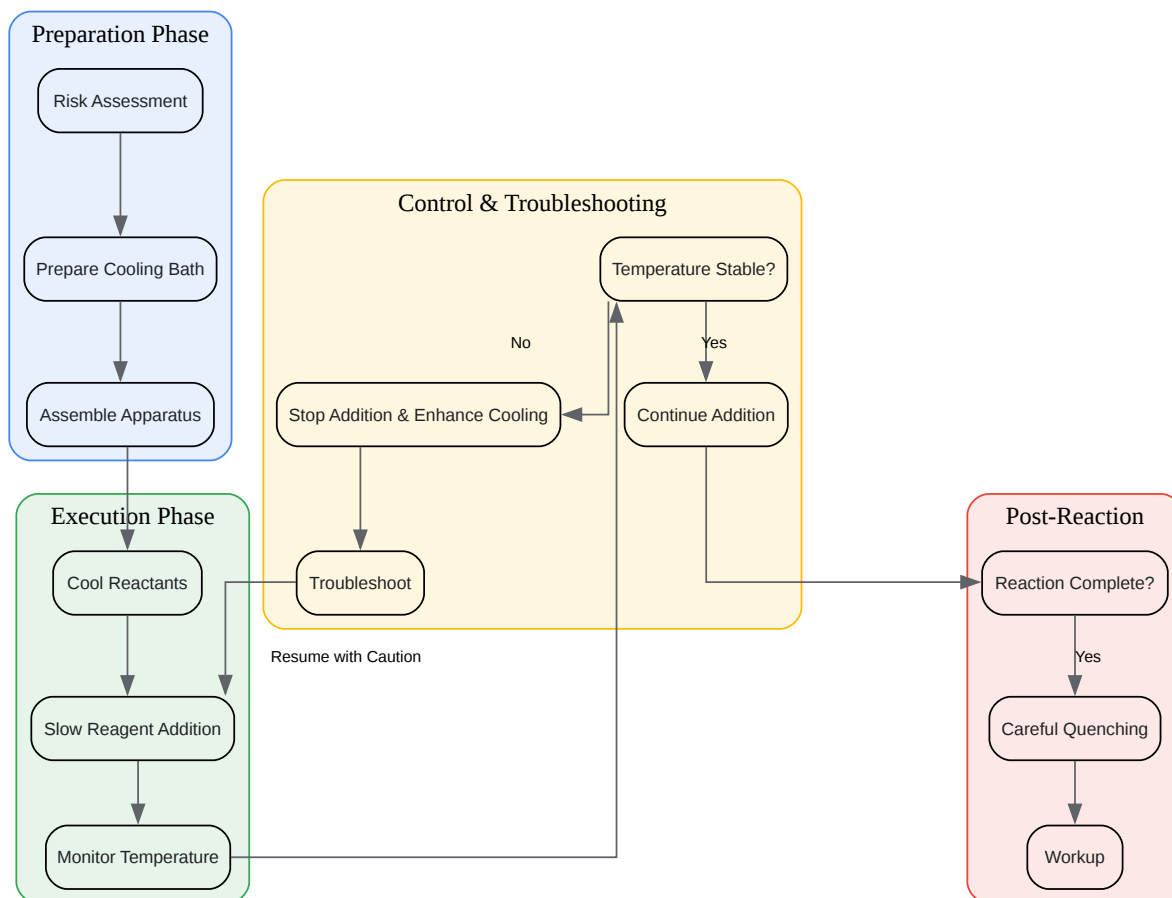 Preparation Phase
Risk Assessment
Prepare Cooling Bath
Assemble Apparatus
Execution Phase
Cool Reactants
Slow Reagent Addition
Monitor Temperature
Control & Troubleshooting
Temperature Stable?
No
Yes
Stop Addition & Enhance Cooling
Continue Addition
Troubleshoot
Resume with Caution
Post-Reaction
Reaction Complete?
Yes
Careful Quenching
Workup